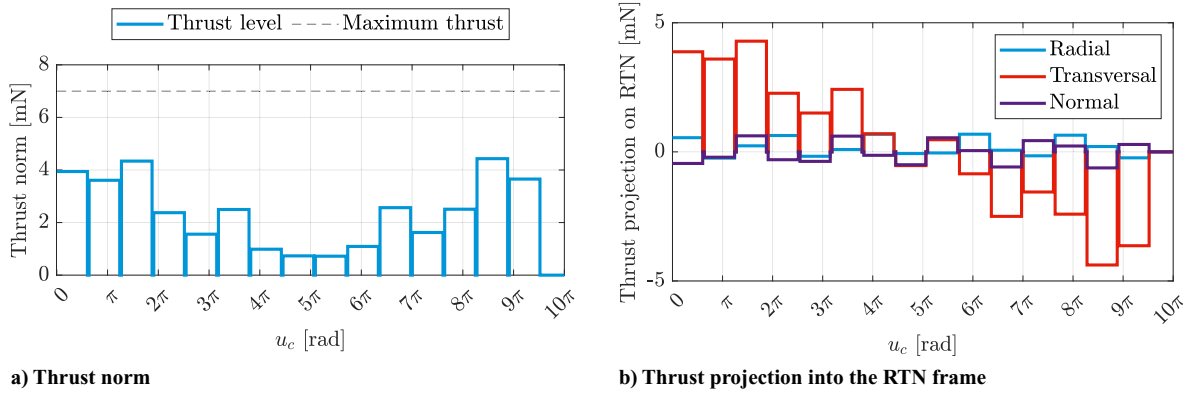 Thrust level Maximum thrust
Thrust norm [mN]
8
6
4
2
0
0 π 2π 3π 4π 5π 6π 7π 8π 9π 10π
u_c [rad]
a) Thrust norm
Thrust projection on RTN [mN]
5
0
-5
Radial
Transversal
Normal
0 π 2π 3π 4π 5π 6π 7π 8π 9π 10π
u_c [rad]
b) Thrust projection into the RTN frame